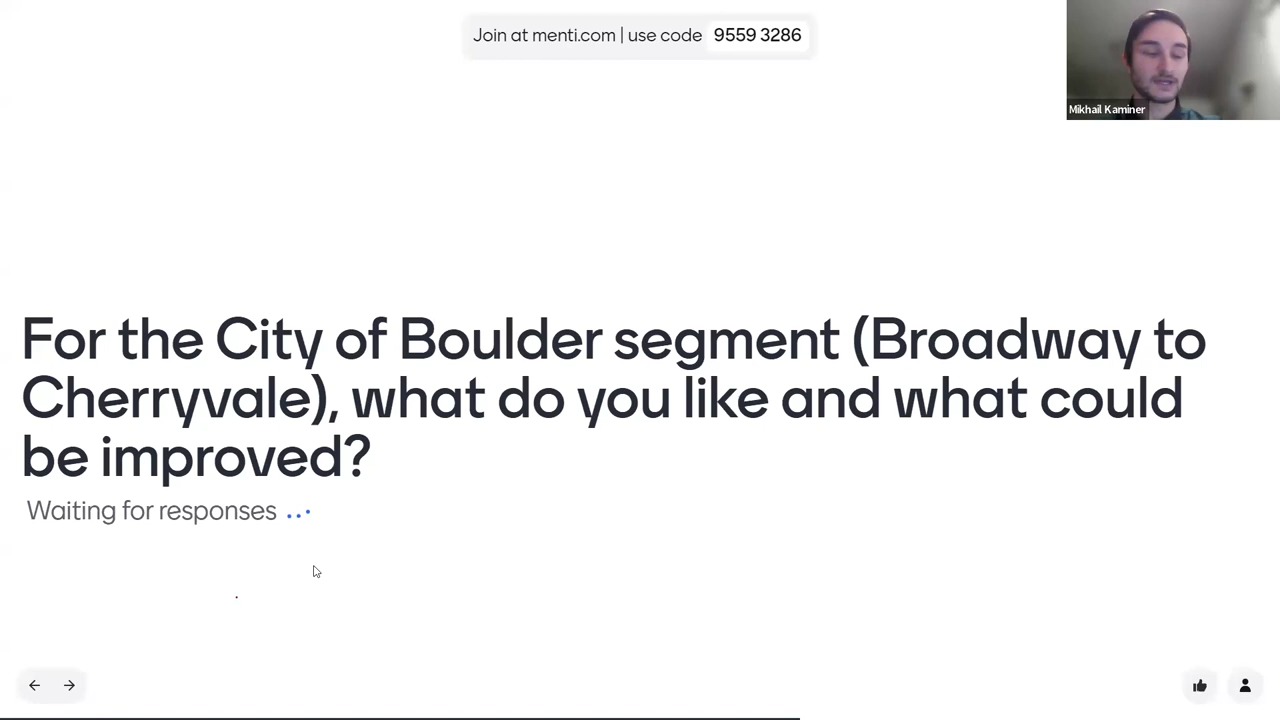 Join at menti.com | use code 9559 3286
Mikhail Kaminer
For the City of Boulder segment (Broadway to
Cherryvale), what do you like and what could
be improved?
Waiting for responses